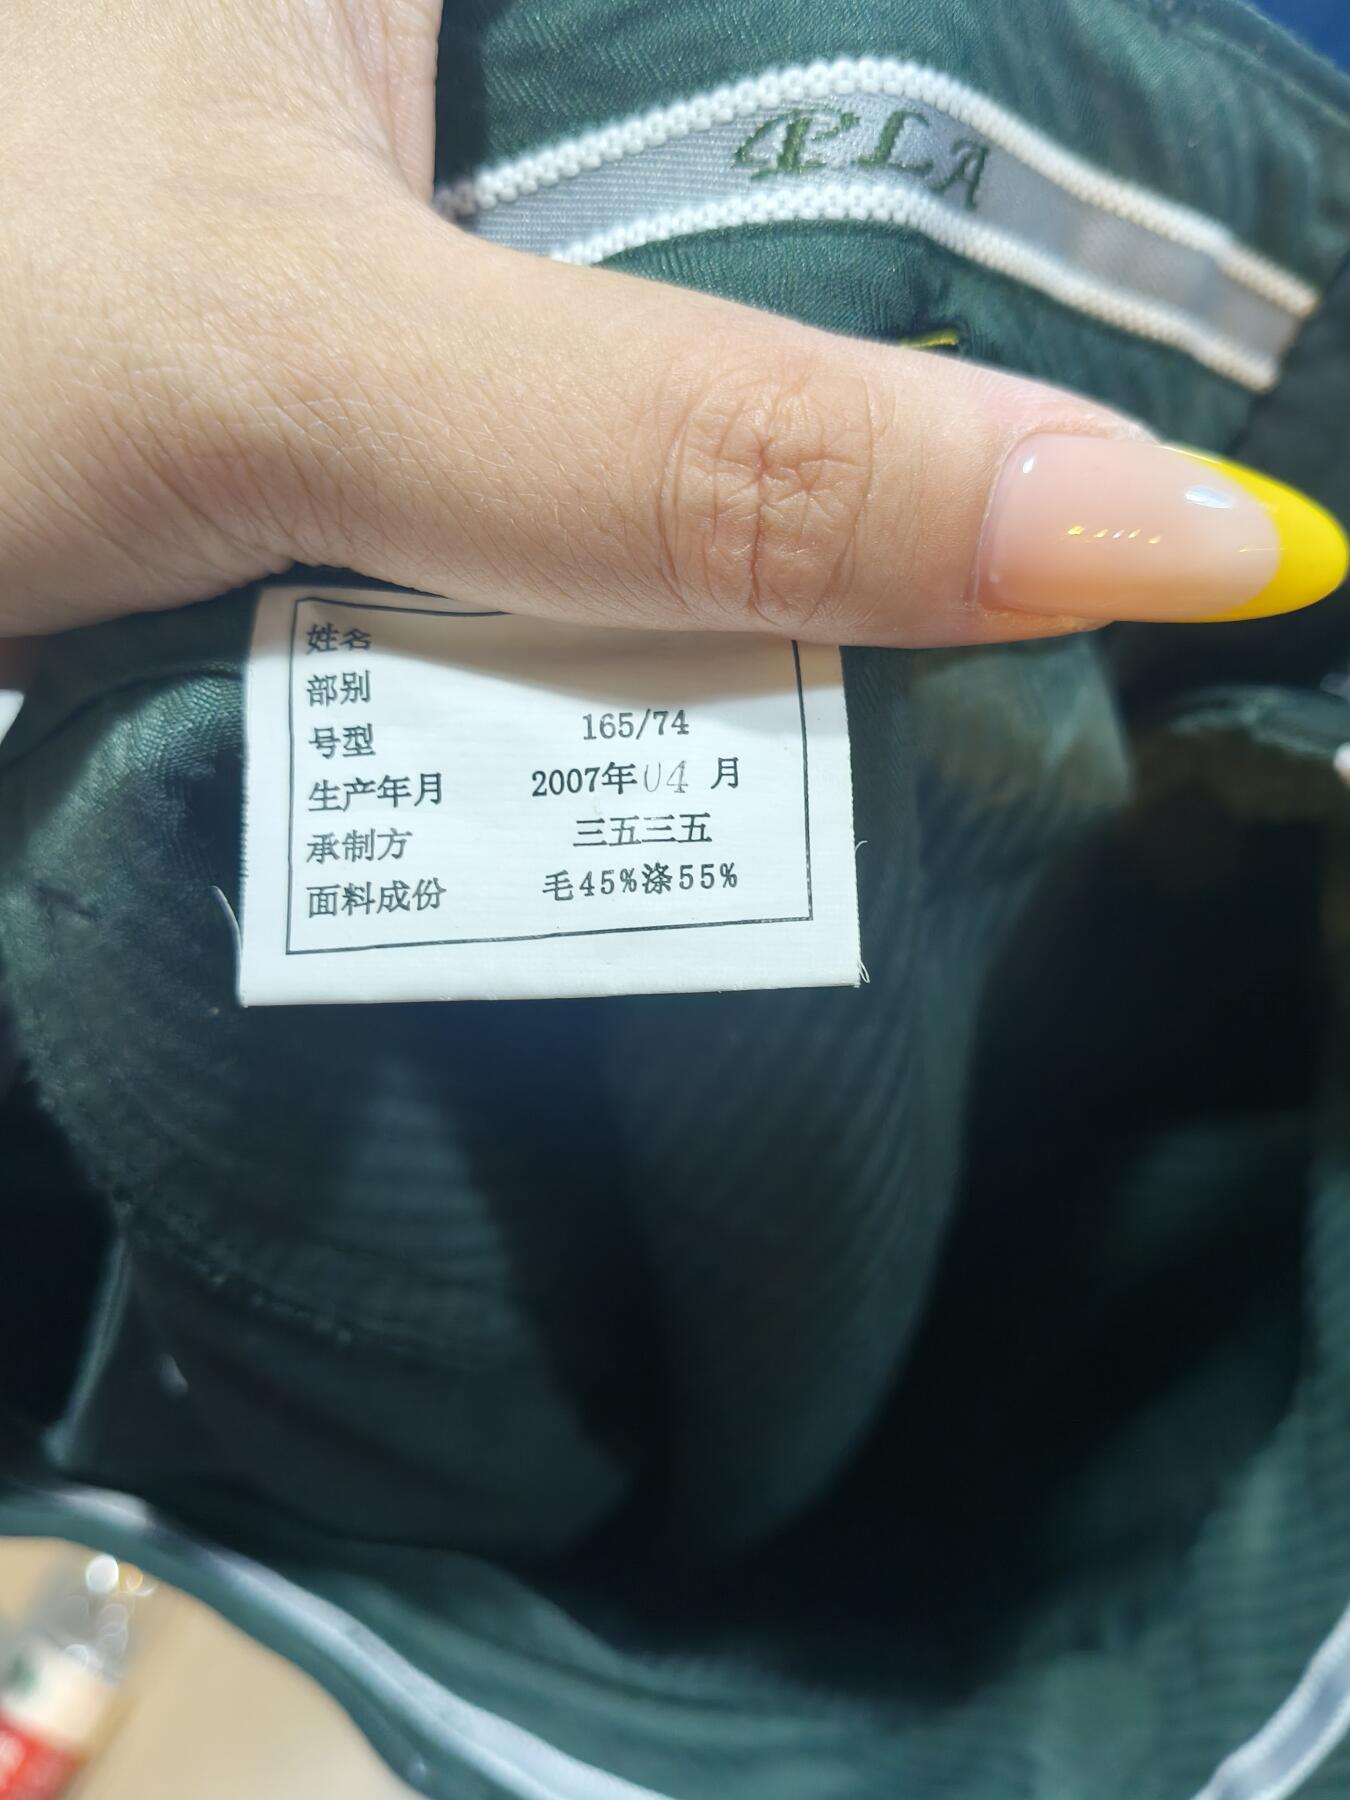 PLA
姓名
部别
号型 165/74
生产年月 2007年04 月
承制方 三五三五
面料成份 毛45%涤55%